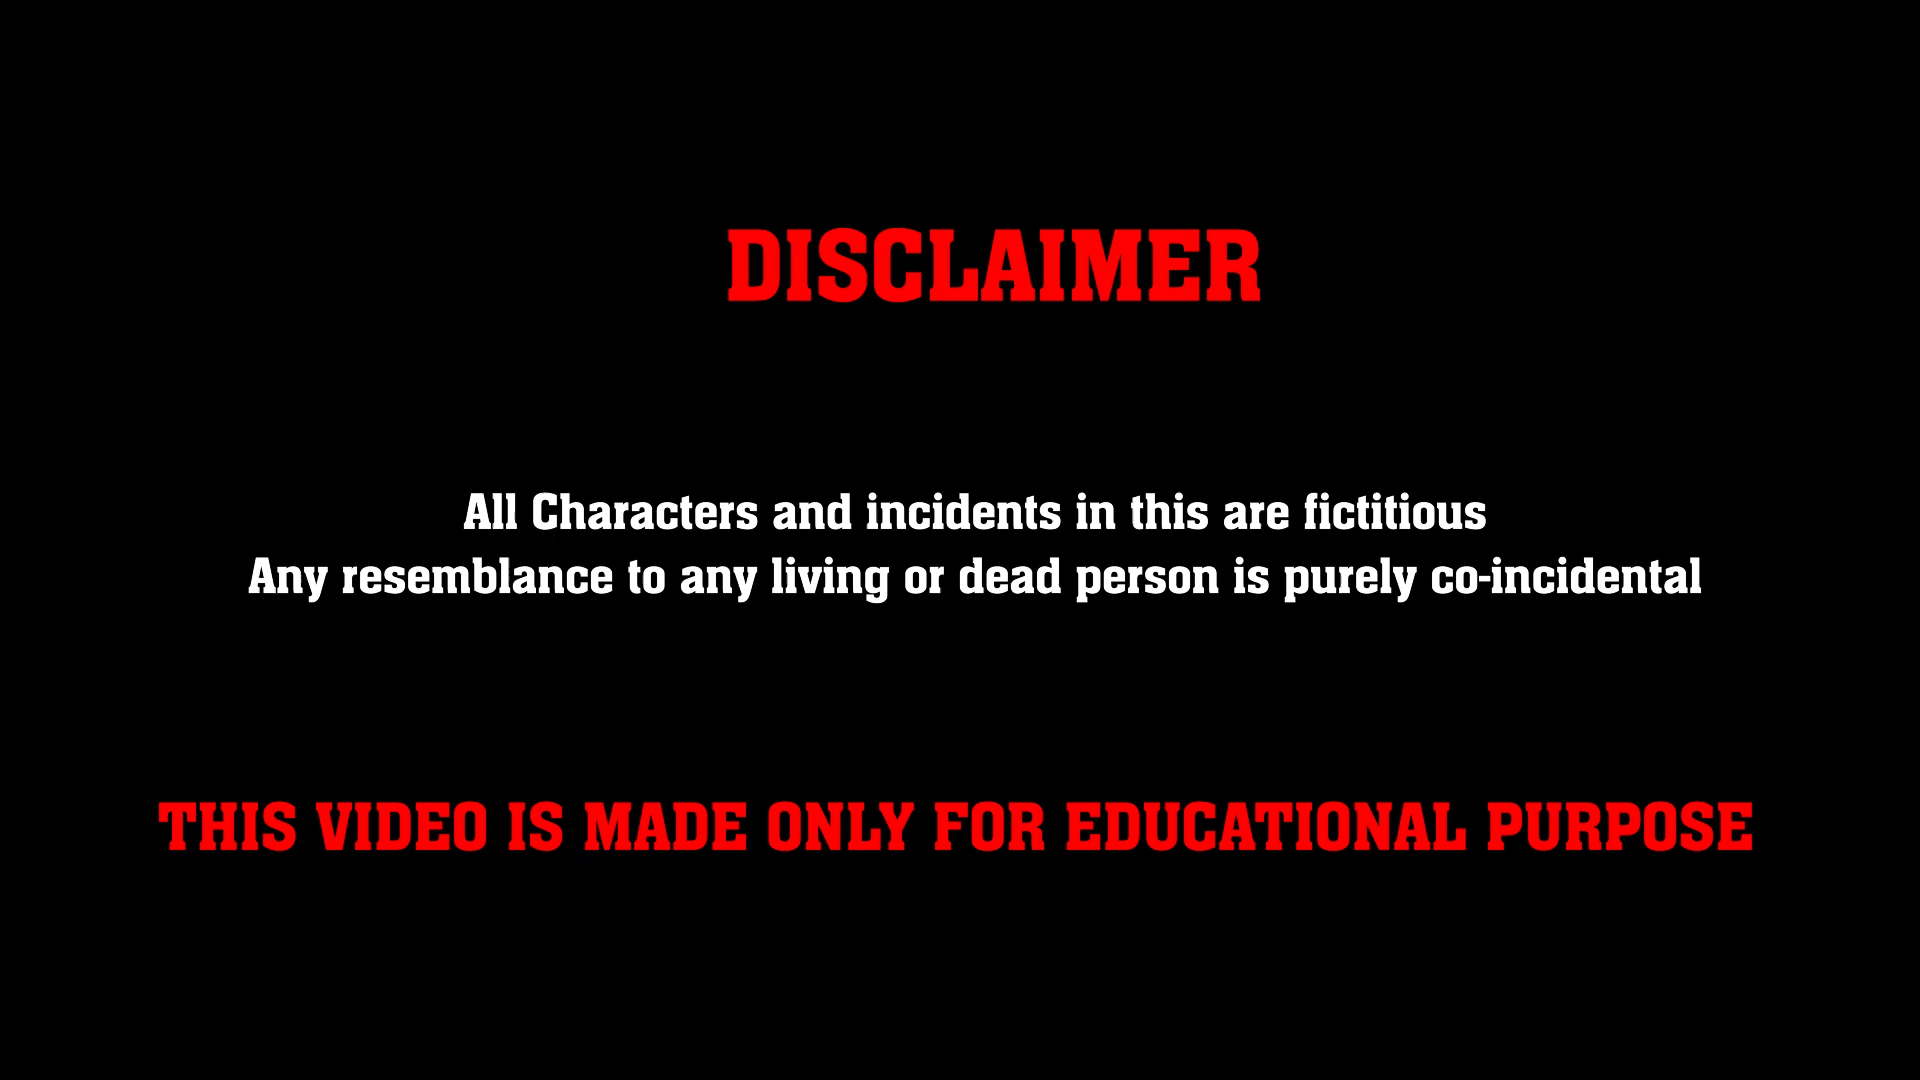 DISCLAIMER
All Characters and incidents in this are fictitious
Any resemblance to any living or dead person is purely co-incidental
THIS VIDEO IS MADE ONLY FOR EDUCATIONAL PURPOSE